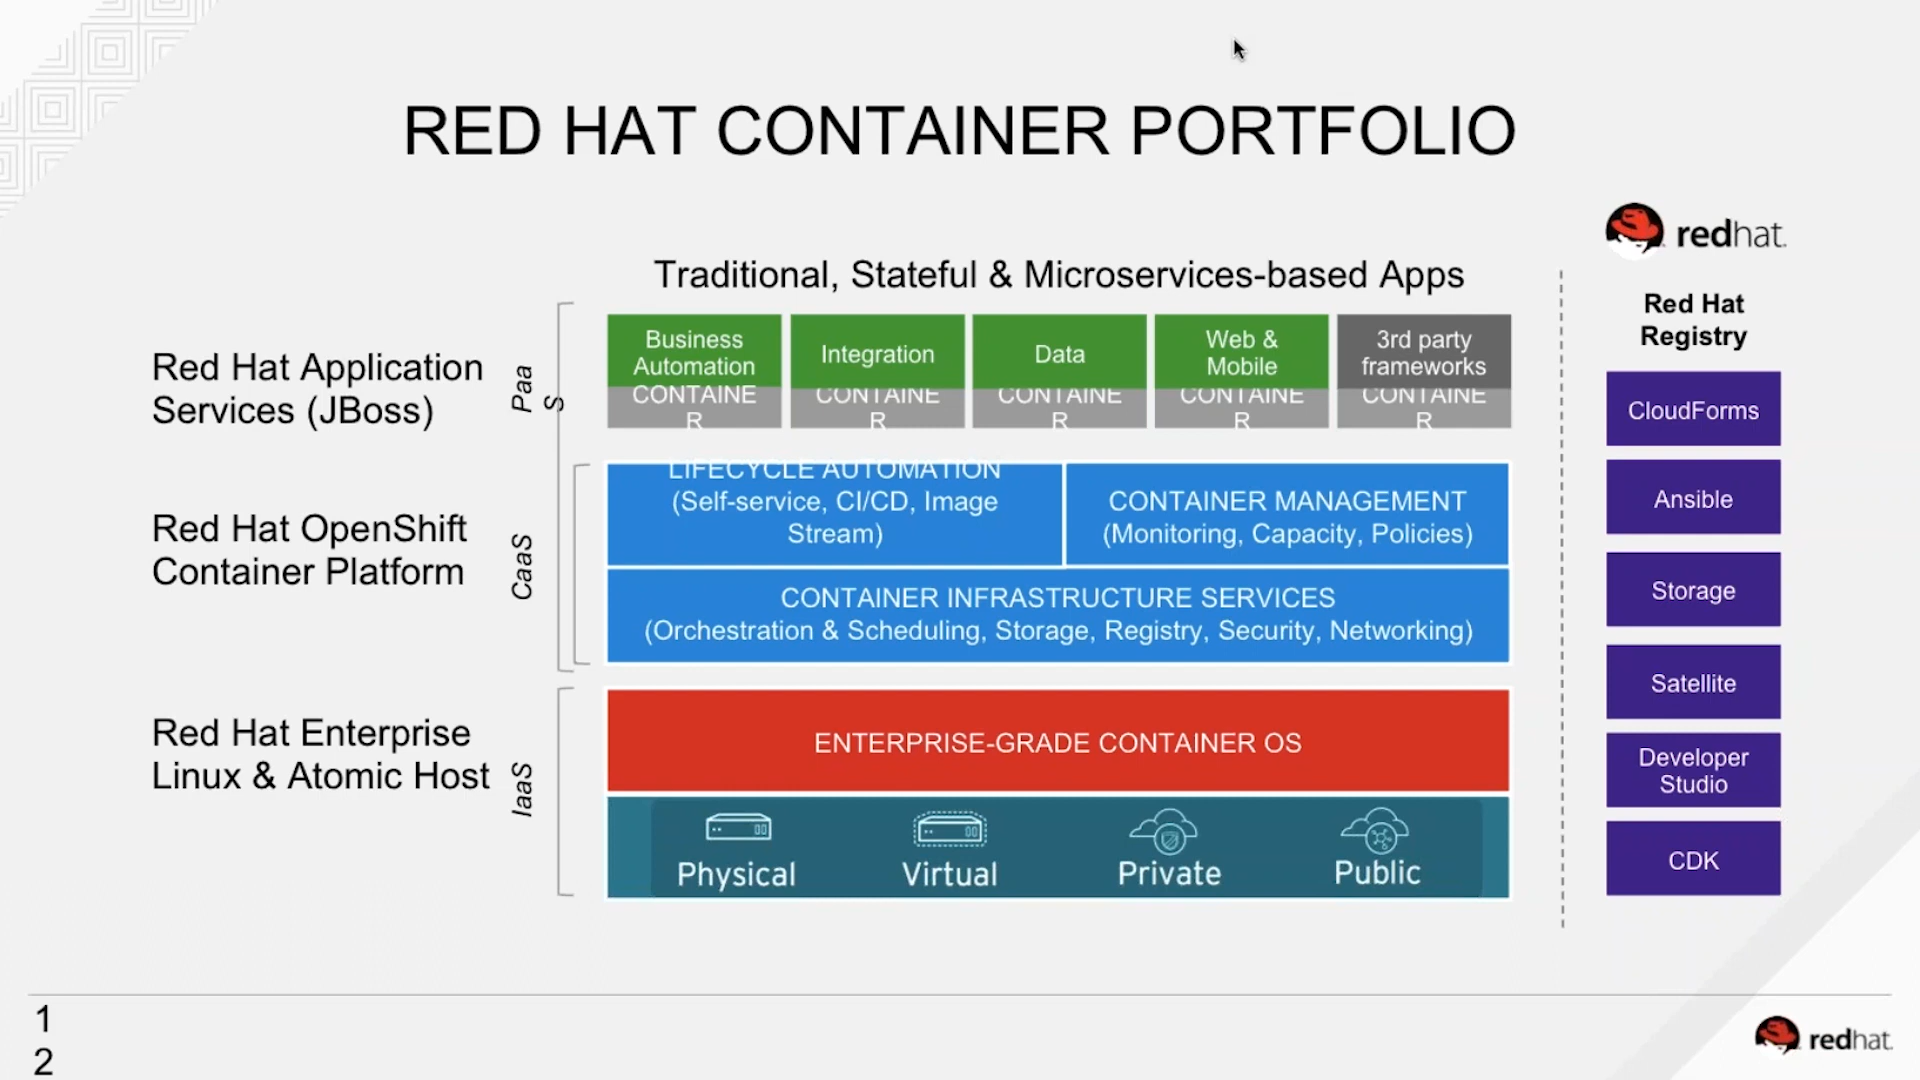 RED HAT CONTAINER PORTFOLIO
redhat.
Red Hat
Registry
Traditional, Stateful & Microservices-based Apps
Red Hat Application
Services (JBoss)
Paa
S
Business
Automation
CONTAINE
R
Integration
CONTAINE
R
Data
CONTAINE
R
Web &
Mobile
CONTAINE
R
3rd party
frameworks
CONTAINE
R
Red Hat OpenShift
Container Platform
CaaS
LIFECYCLE AUTOMATION
(Self-service, CI/CD, Image
Stream)
CONTAINER MANAGEMENT
(Monitoring, Capacity, Policies)
CONTAINER INFRASTRUCTURE SERVICES
(Orchestration & Scheduling, Storage, Registry, Security, Networking)
Red Hat Enterprise
Linux & Atomic Host
IaaS
ENTERPRISE-GRADE CONTAINER OS
Physical
Virtual
Private
Public
CloudForms
Ansible
Storage
Satellite
Developer
Studio
CDK
1
2
redhat.